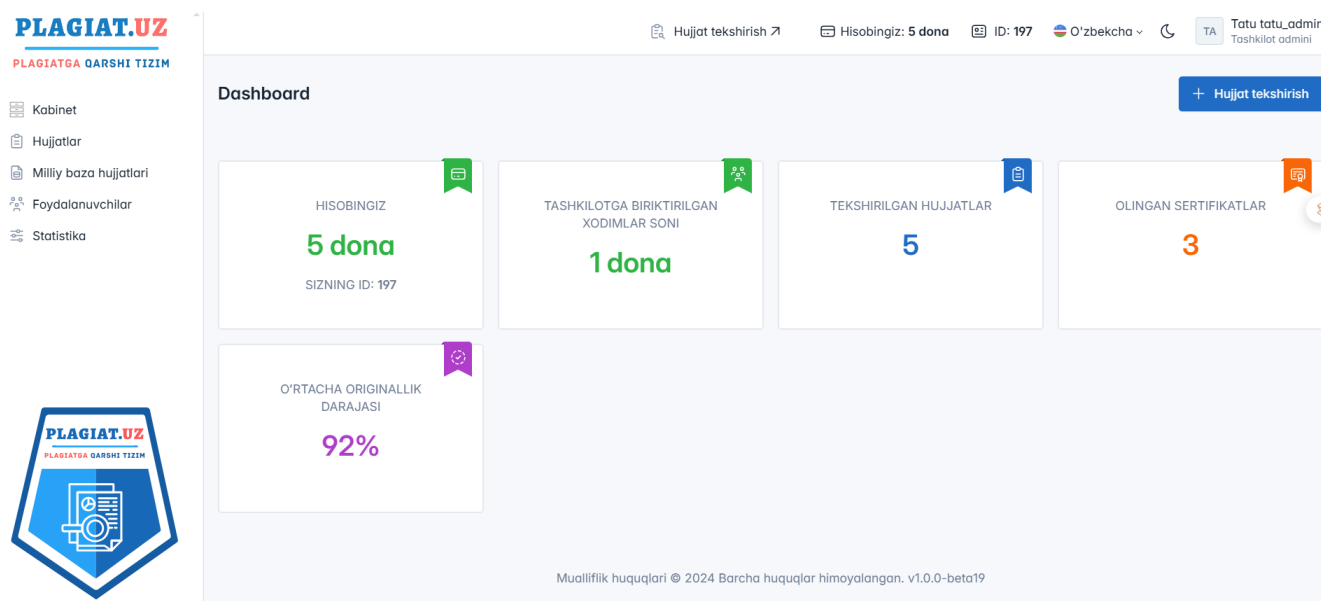 PLAGIAT.UZ
PLAGIATGA QARSHI TIZIM
Hujjat tekshirish
Hisobingiz: 5 dona
ID: 197
O'zbekcha
TA
Tatu tatu_admin
Tashkilot admini
Kabinet
Hujjatlar
Milliy baza hujjatlari
Foydalanuvchilar
Statistika
Dashboard
+ Hujjat tekshirish
HISOBINGIZ
5 dona
SIZNING ID: 197
TASHKILOTGA BIRIKTIRILGAN
XODIMLAR SONI
1 dona
TEKSHIRILGAN HUJJATLAR
5
OLINGAN SERTIFIKATLAR
3
O'RTACHA ORIGINALLIK
DARAJASI
92%
PLAGIAT.UZ
PLAGIATGA QARSHI TIZIM
Mualliflik huquqlari © 2024 Barcha huquqlar himoyalangan. v1.0.0-beta19